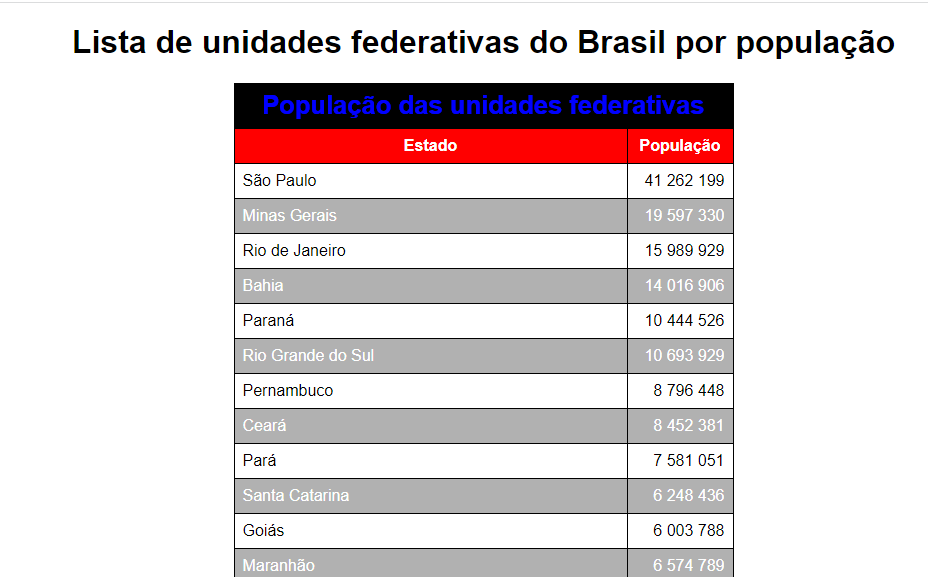 Lista de unidades federativas do Brasil por população
População das unidades federativas
Estado População
São Paulo 41 262 199
Minas Gerais 19 597 330
Rio de Janeiro 15 989 929
Bahia 14 016 906
Paraná 10 444 526
Rio Grande do Sul 10 693 929
Pernambuco 8 796 448
Ceará 8 452 381
Pará 7 581 051
Santa Catarina 6 248 436
Goiás 6 003 788
Maranhão 6 574 789